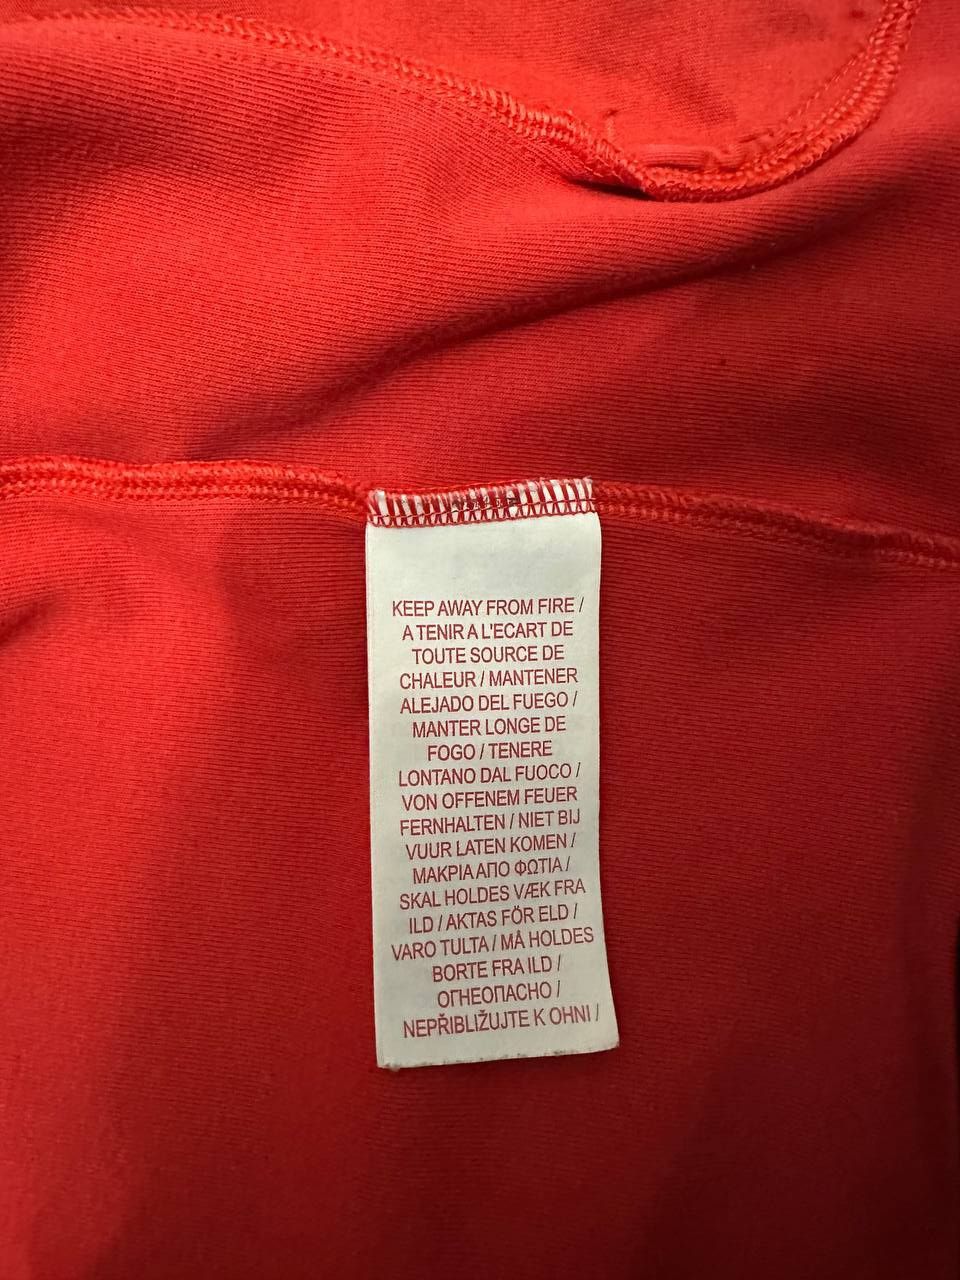 KEEP AWAY FROM FIRE /
A TENIR A L'ECART DE
TOUTE SOURCE DE
CHALEUR / MANTENER
ALEJADO DEL FUEGO /
MANTER LONGE DE
FOGO / TENERE
LONTANO DAL FUOCO /
VON OFFENEM FEUER
FERNHALTEN / NIET BIJ
VUUR LATEN KOMEN /
ΜΑΚΡΙΑ ΑΠΟ ΦΩΤΙΑ /
SKAL HOLDES VÆK FRA
ILD / AKTAS FÖR ELD /
VARO TULTA / MÅ HOLDES
BORTE FRA ILD /
ОГНЕОПАСНО /
NEPŘIBLIŽUJTE K OHNI /